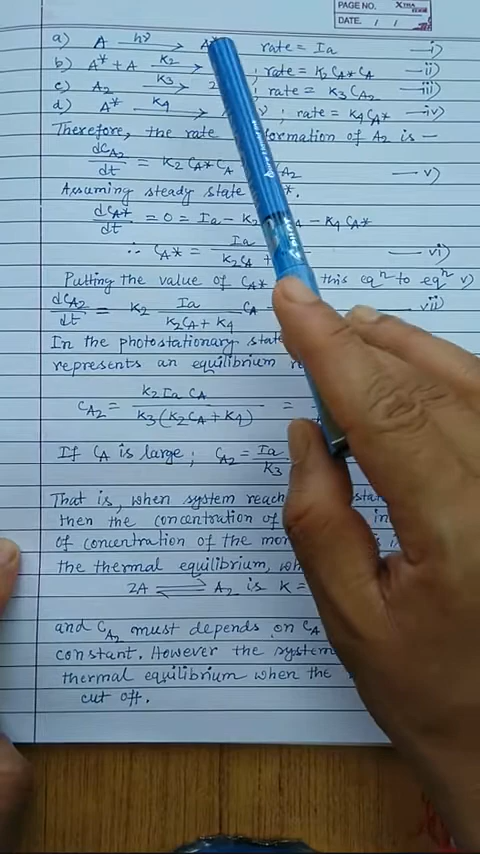 PAGE NO.
DATE. / /
a) A hν→ A* rate = Ia —i)
b) A* + A K2→ ; rate = K2 CA* CA —ii)
c) A2 K3→ 2 ; rate = K3 CA2 —iii)
d) A* K4→ ν ; rate = K4 CA* —iv)
Therefore, the rate formation of A2 is —
dCA2/dt = K2 CA* CA A2 —v)
Assuming steady state *.
dCA*/dt = 0 = Ia − K2 A − K4 CA*
∴ CA* = Ia / K2CA + —vi)
Putting the value of CA* this eqn to eqn v)
dCA2/dt = K2 Ia / K2CA + K4 CA —vii
In the photostationary stat
represents an equilibrium
CA2 = K2 Ia CA / K3(K2CA + K4) =
If CA is large; CA2 = Ia / K3
That is, when system reach sta
then the concentration of in
of concentration of the mo is
the thermal equilibrium, wh
2A ⇌ A2 is K =
and CA2 must depends on CA
constant. However the system
thermal equilibrium when the
cut off.